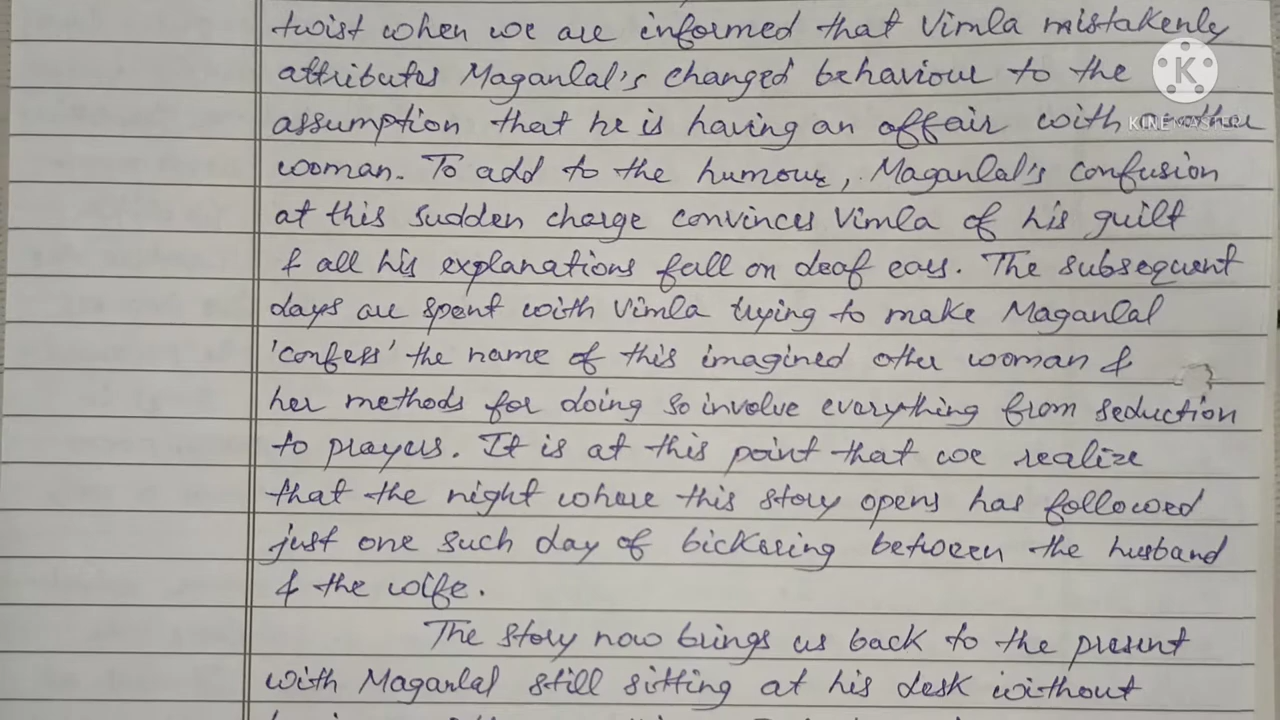 twist when we are informed that Vimla mistakenly
attributes Maganlal's changed behaviour to the
assumption that he is having an affair with another
woman. To add to the humour, Maganlal's confusion
at this sudden charge convinces Vimla of his guilt
& all his explanations fall on deaf ears. The subsequent
days are spent with Vimla trying to make Maganlal
'confess' the name of this imagined other woman &
her methods for doing so involve everything from seduction
to prayers. It is at this point that we realize
that the night where this story opens has followed
just one such day of bickering between the husband
& the wife.
The story now brings us back to the present
with Maganlal still sitting at his desk without
K
KINEMASTER